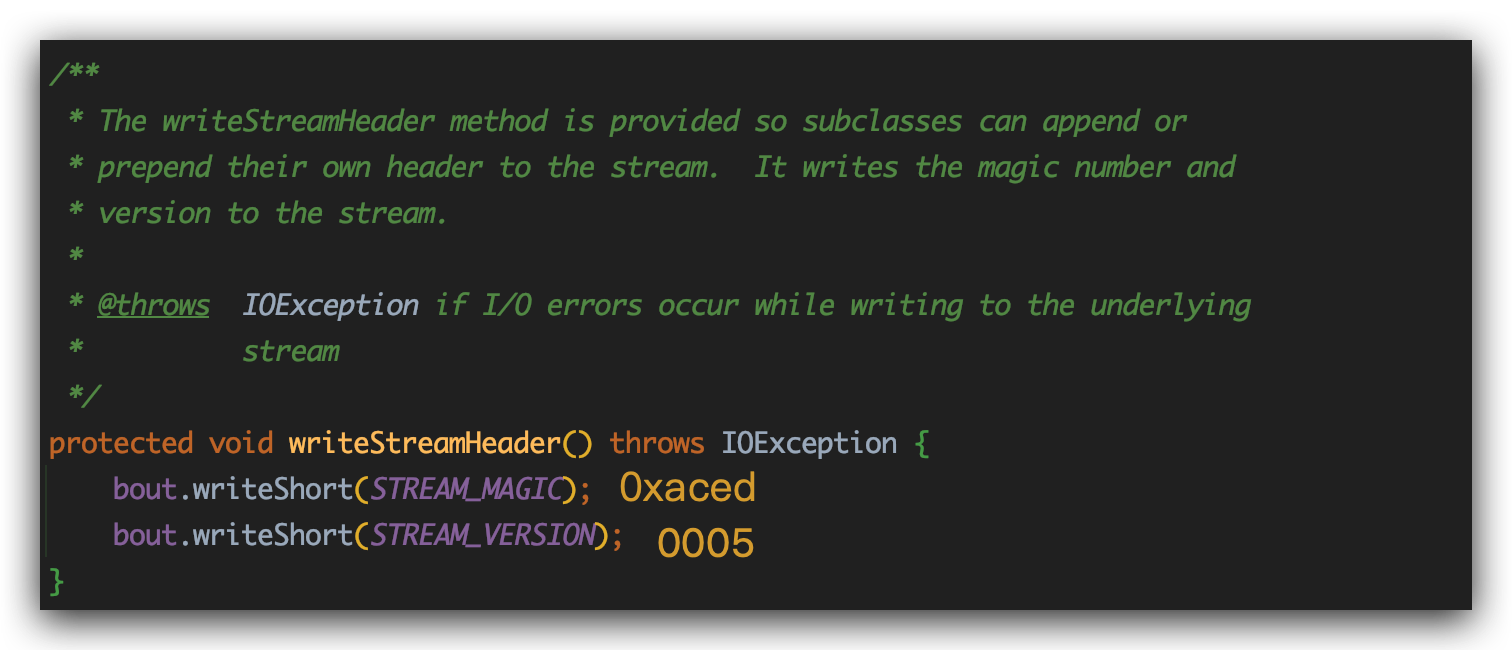 /**
 * The writeStreamHeader method is provided so subclasses can append or
 * prepend their own header to the stream.  It writes the magic number and
 * version to the stream.
 *
 * @throws  IOException if I/O errors occur while writing to the underlying
 *          stream
 */
protected void writeStreamHeader() throws IOException {
    bout.writeShort(STREAM_MAGIC); 0xaced
    bout.writeShort(STREAM_VERSION); 0005
}